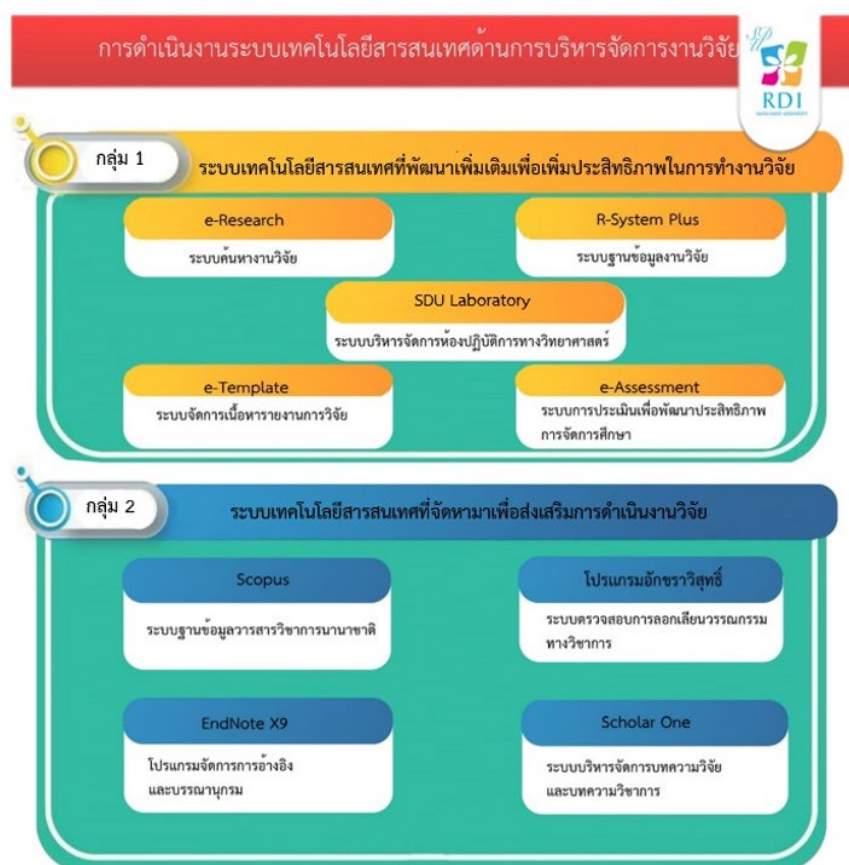 การดำเนินงานระบบเทคโนโลยีสารสนเทศด้านการบริหารจัดการงานวิจัย
RDI
กลุ่ม 1
ระบบเทคโนโลยีสารสนเทศที่พัฒนาเพิ่มเติมเพื่อเพิ่มประสิทธิภาพในการทำงานวิจัย
e-Research
ระบบค้นหางานวิจัย
R-System Plus
ระบบฐานข้อมูลงานวิจัย
SDU Laboratory
ระบบบริหารจัดการห้องปฏิบัติการทางวิทยาศาสตร์
e-Template
ระบบจัดการเนื้อหารายงานการวิจัย
e-Assessment
ระบบการประเมินเพื่อพัฒนาประสิทธิภาพ
การจัดการศึกษา
กลุ่ม 2
ระบบเทคโนโลยีสารสนเทศที่จัดหามาเพื่อส่งเสริมการดำเนินงานวิจัย
Scopus
ระบบฐานข้อมูลวารสารวิชาการนานาชาติ
โปรแกรมอักขราวิสุทธิ์
ระบบตรวจสอบการลอกเลียนวรรณกรรม
ทางวิชาการ
EndNote X9
โปรแกรมจัดการการอ้างอิง
และบรรณานุกรม
Scholar One
ระบบบริหารจัดการบทความวิจัย
และบทความวิชาการ